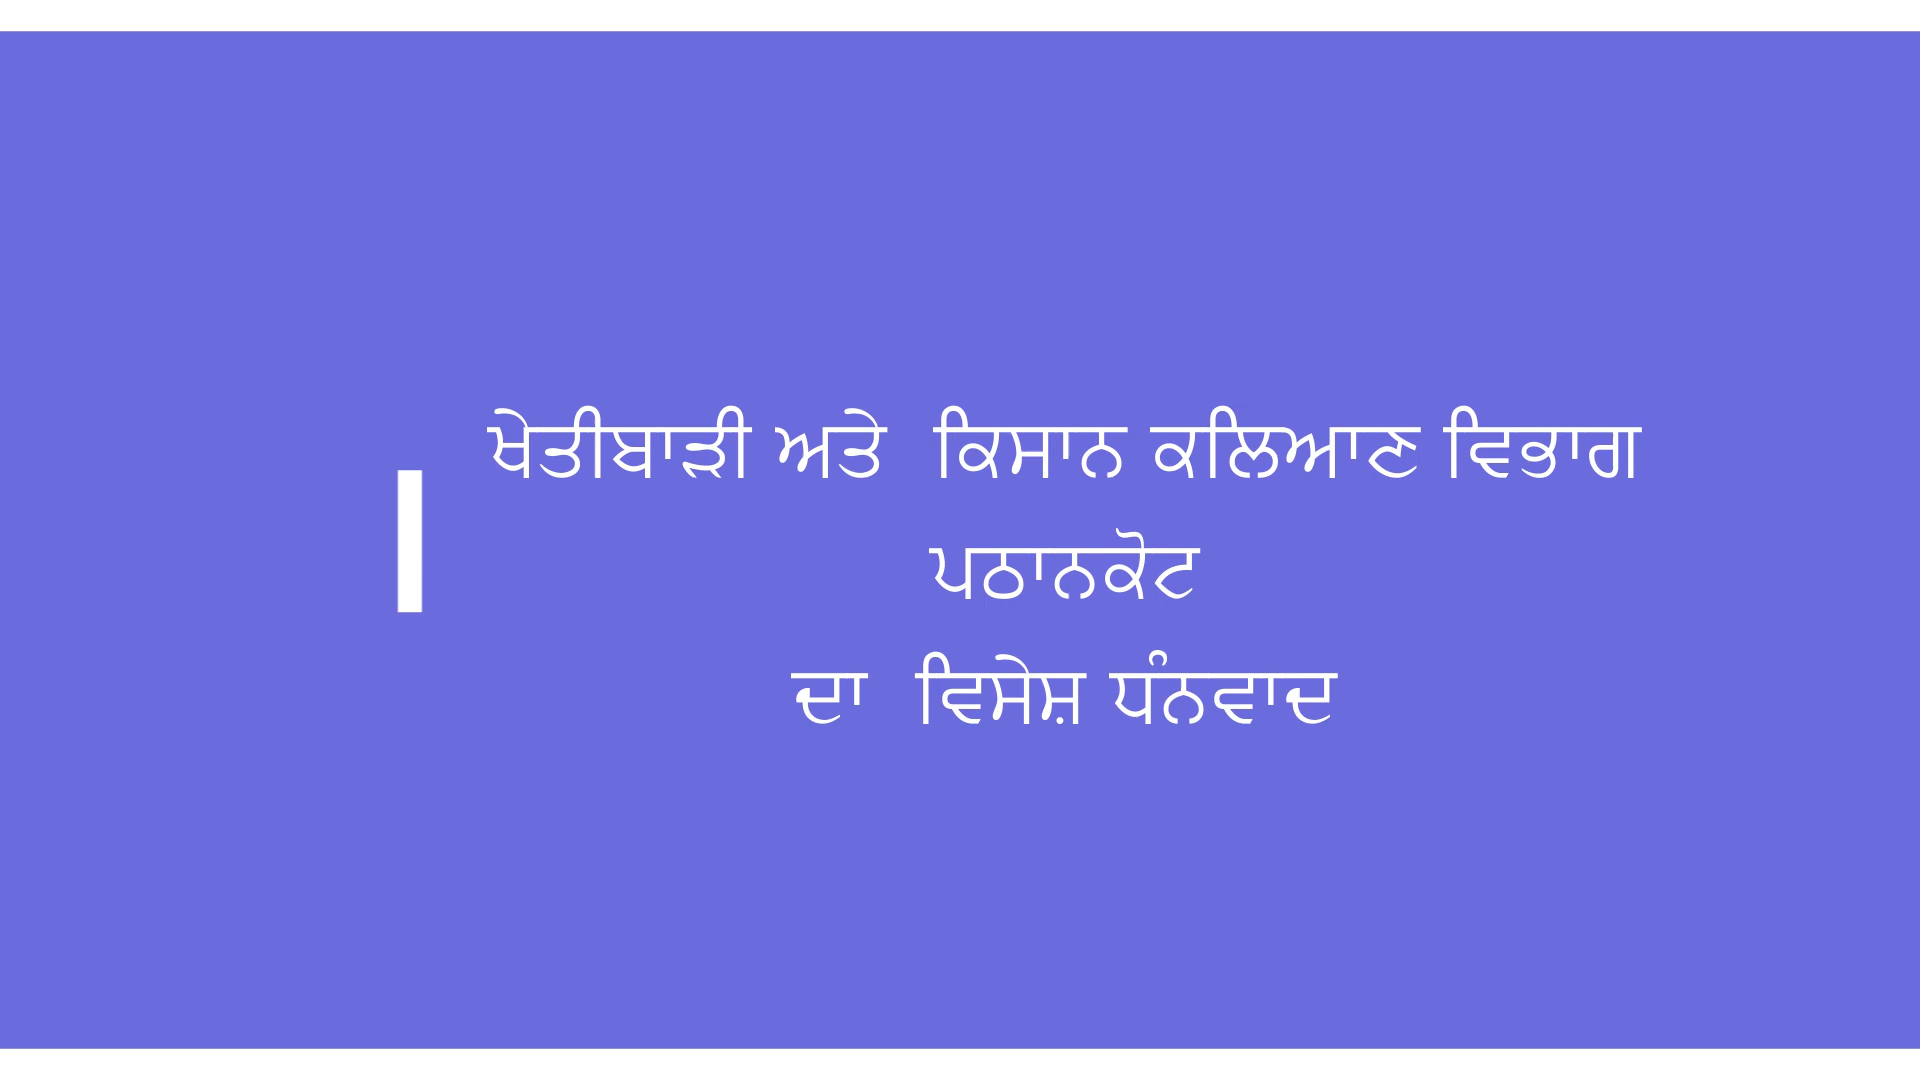 ਖੇਤੀਬਾੜੀ ਅਤੇ  ਕਿਸਾਨ ਕਲਿਆਣ ਵਿਭਾਗ
ਪਠਾਨਕੋਟ
ਦਾ  ਵਿਸੇਸ਼ ਧੰਨਵਾਦ